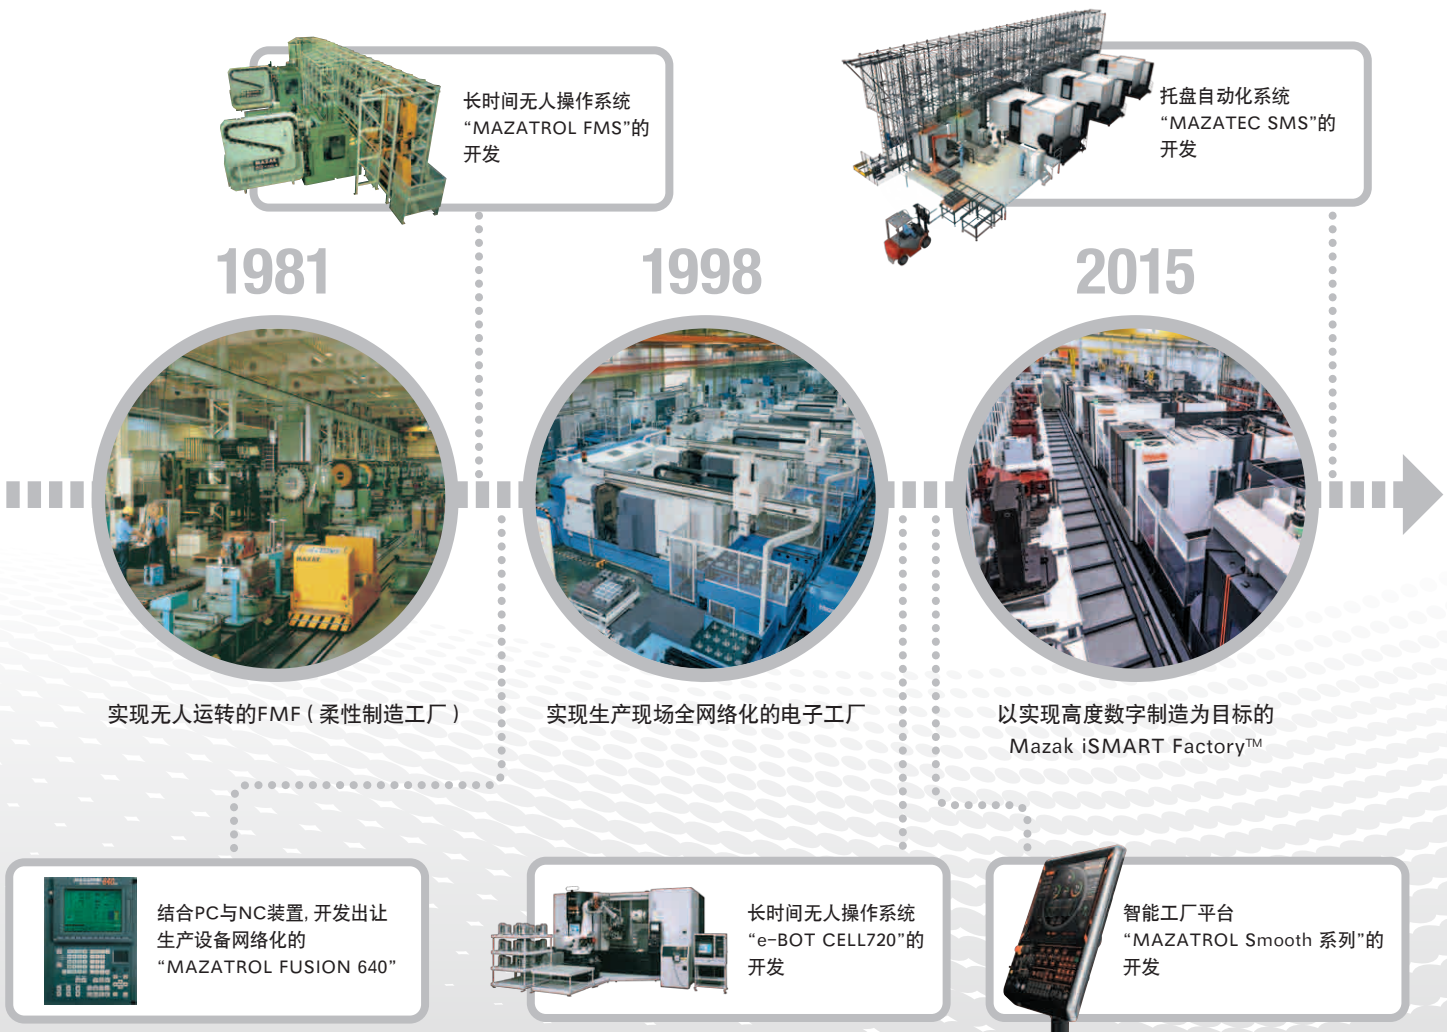 长时间无人操作系统
“MAZATROL FMS”的
开发
托盘自动化系统
“MAZATEC SMS”的
开发
1981
1998
2015
MAZAK
实现无人运转的FMF（柔性制造工厂）
实现生产现场全网络化的电子工厂
以实现高度数字制造为目标的
Mazak iSMART Factory™
结合PC与NC装置, 开发出让
生产设备网络化的
“MAZATROL FUSION 640”
长时间无人操作系统
“e-BOT CELL720”的
开发
智能工厂平台
“MAZATROL Smooth 系列”的
开发